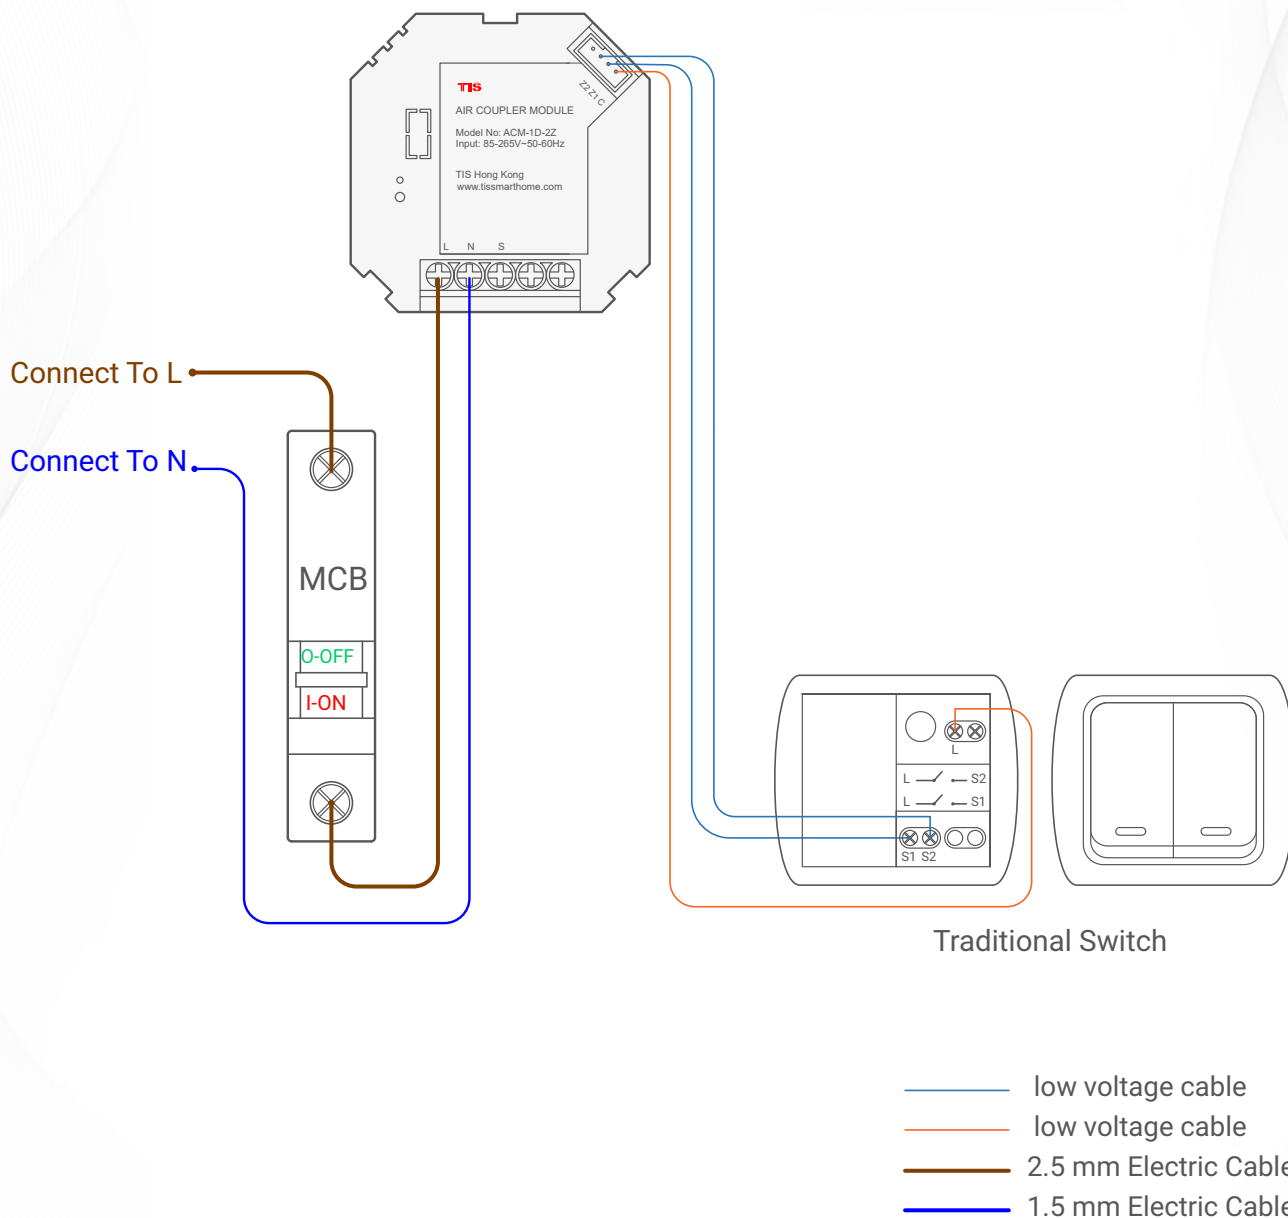 Z2 Z1 C
TIS
AIR COUPLER MODULE
Model No: ACM-1D-2Z
Input: 85-265V~50-60Hz
TIS Hong Kong
www.tissmarthome.com
L N S
Connect To L
Connect To N
MCB
O-OFF
I-ON
L
L S2
L S1
S1 S2
Traditional Switch
low voltage cable
low voltage cable
2.5 mm Electric Cable
1.5 mm Electric Cable